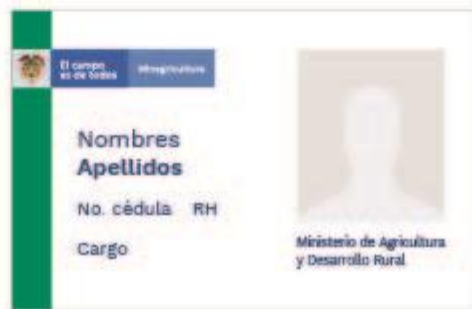 El campo
es de todos
Minagricultura
Nombres
Apellidos
No. cédula RH
Cargo
Ministerio de Agricultura
y Desarrollo Rural